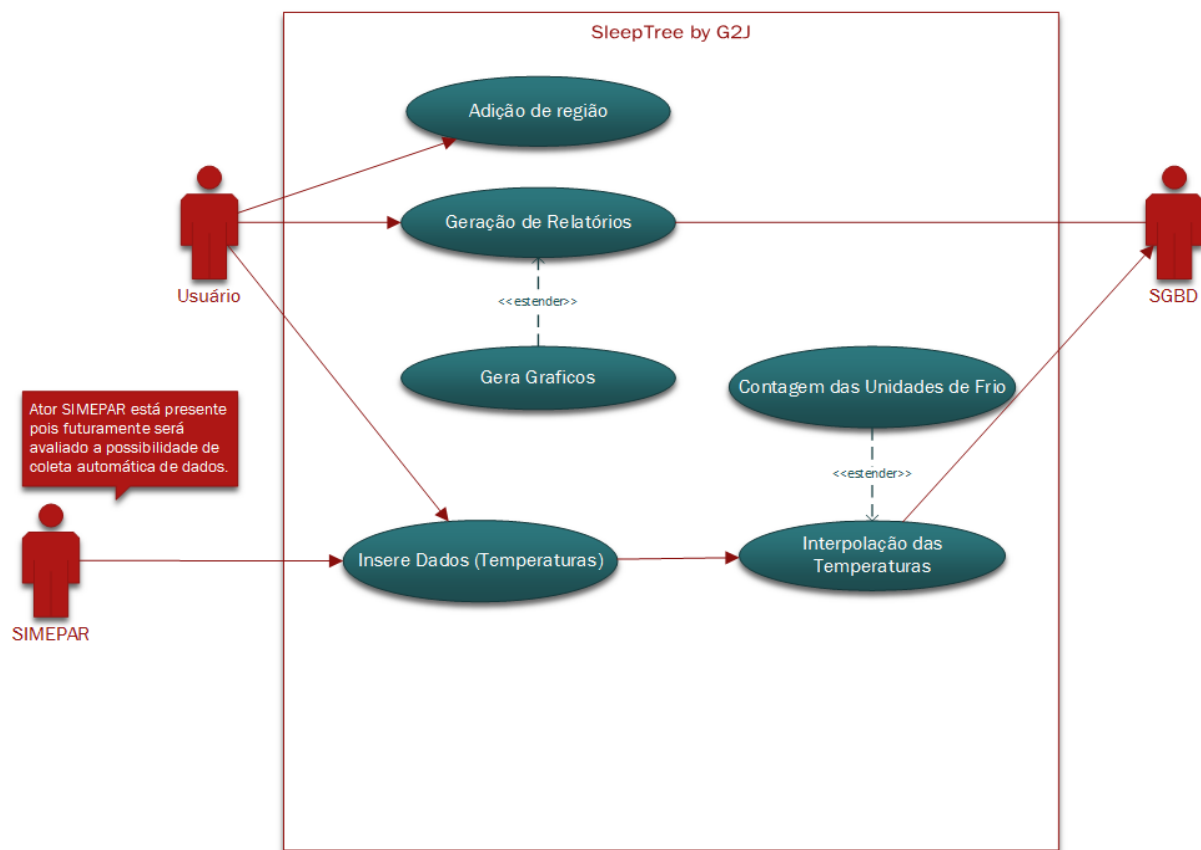 SleepTree by G2J
Adição de região
Geração de Relatórios
Usuário
SGBD
<<estender>>
Gera Graficos
Contagem das Unidades de Frio
Ator SIMEPAR está presente
pois futuramente será
avaliado a possibilidade de
coleta automática de dados.
<<estender>>
Insere Dados (Temperaturas)
Interpolação das
Temperaturas
SIMEPAR